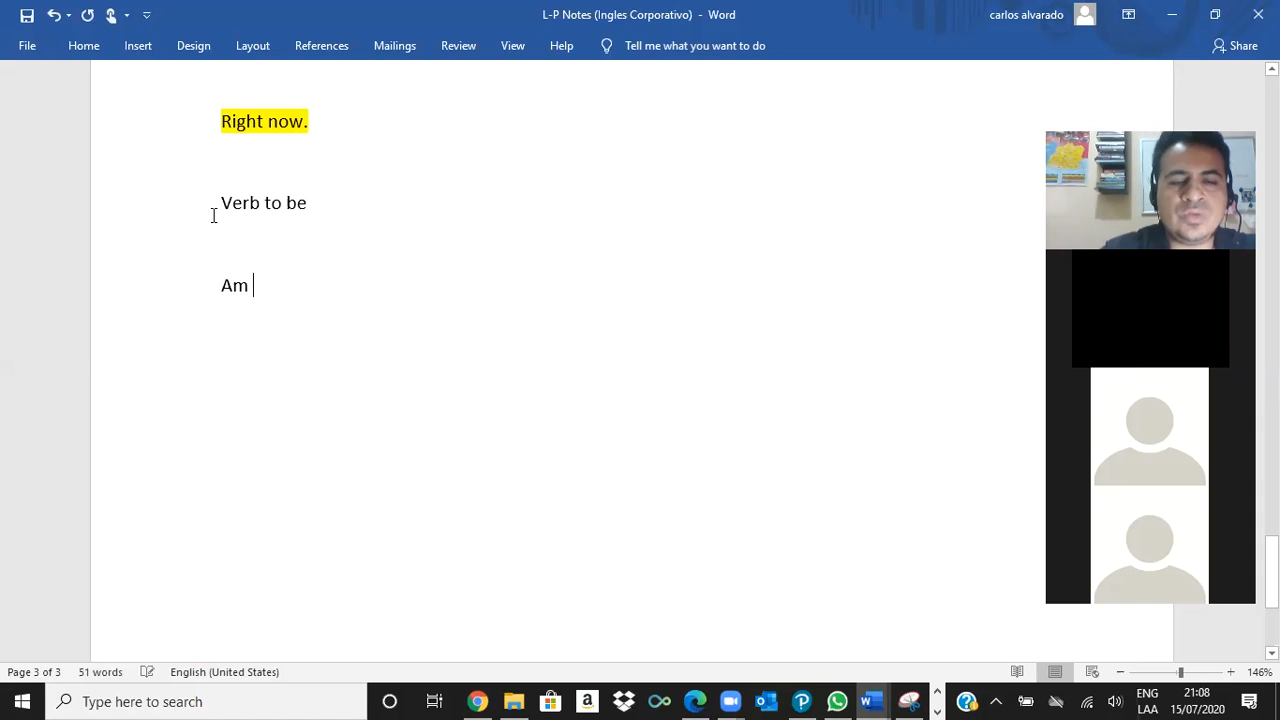 L-P Notes (Ingles Corporativo) - Word
carlos alvarado
File Home Insert Design Layout References Mailings Review View Help Tell me what you want to do Share
Right now.
Verb to be
Am
Page 3 of 3 51 words English (United States) 146%
Type here to search
ENG 21:08
LAA 15/07/2020